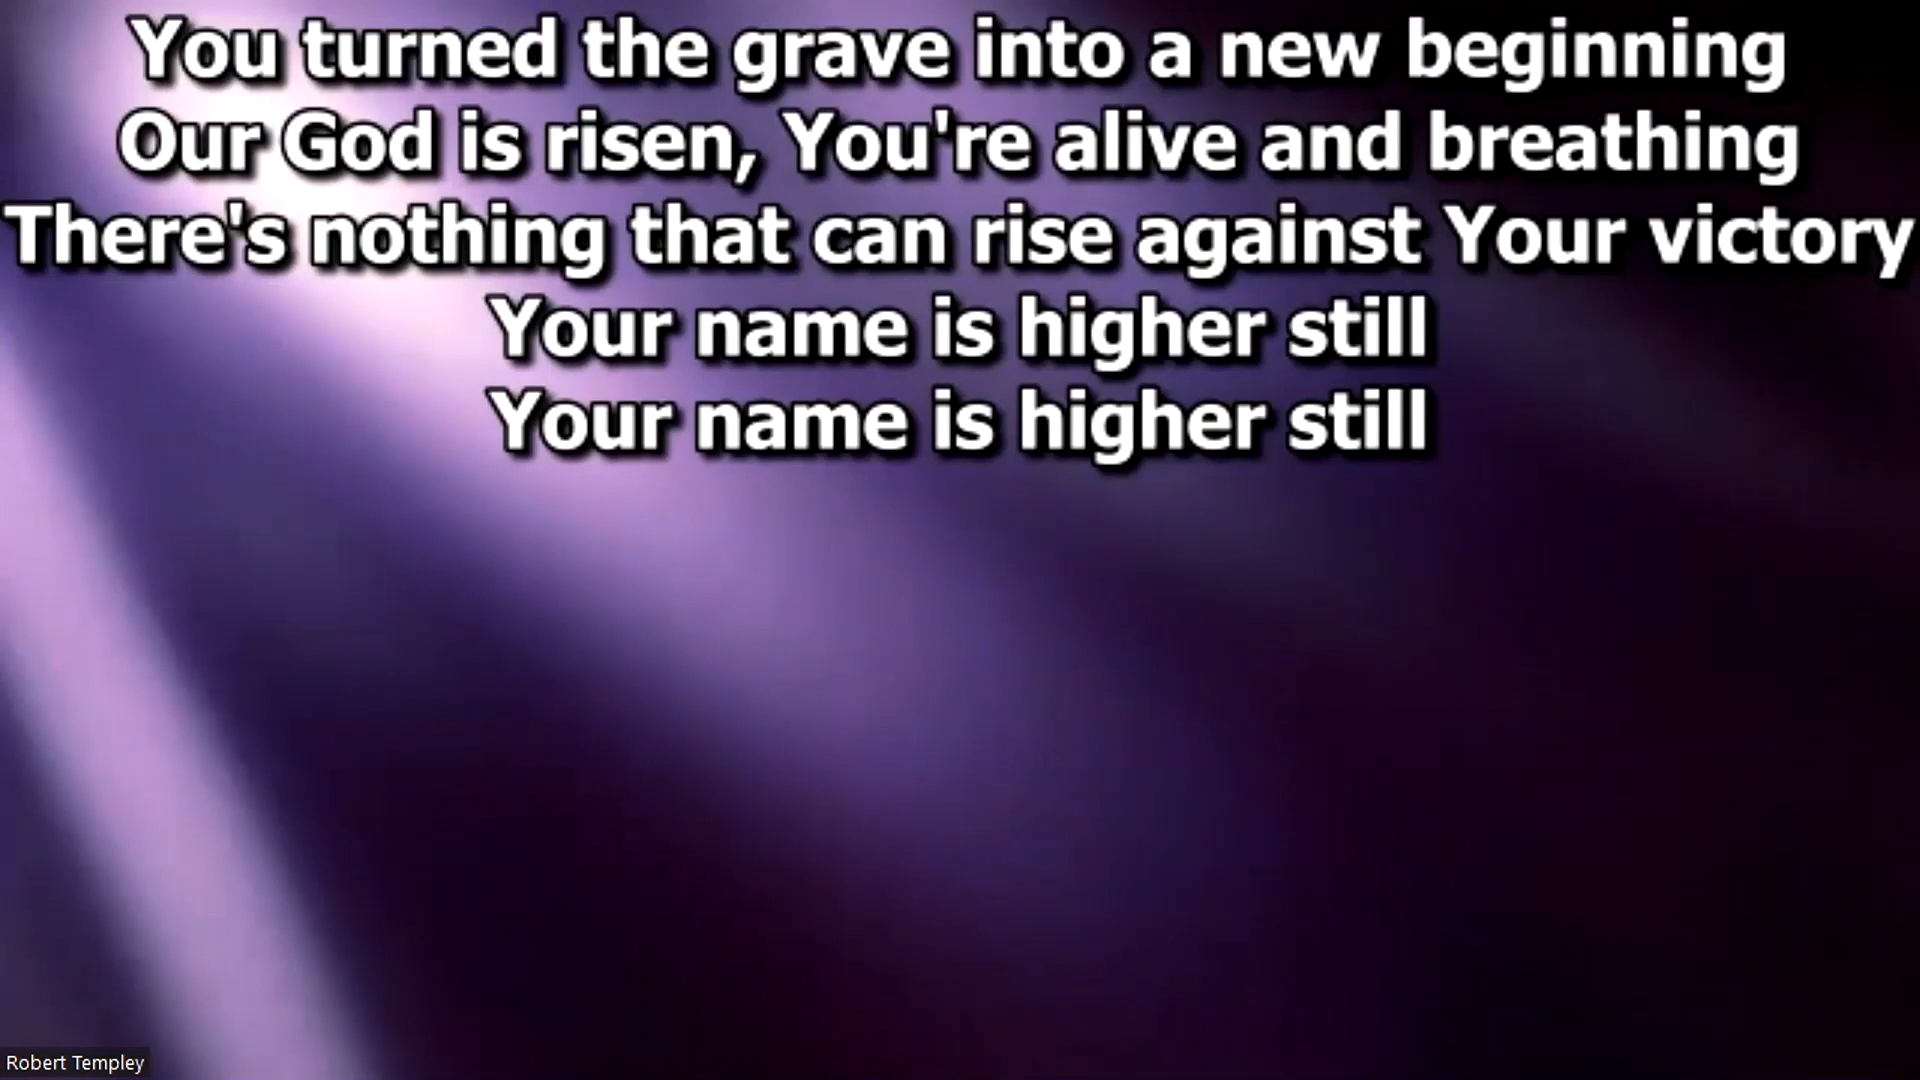 You turned the grave into a new beginning
Our God is risen, You're alive and breathing
There's nothing that can rise against Your victory
Your name is higher still
Your name is higher still
Robert Templey